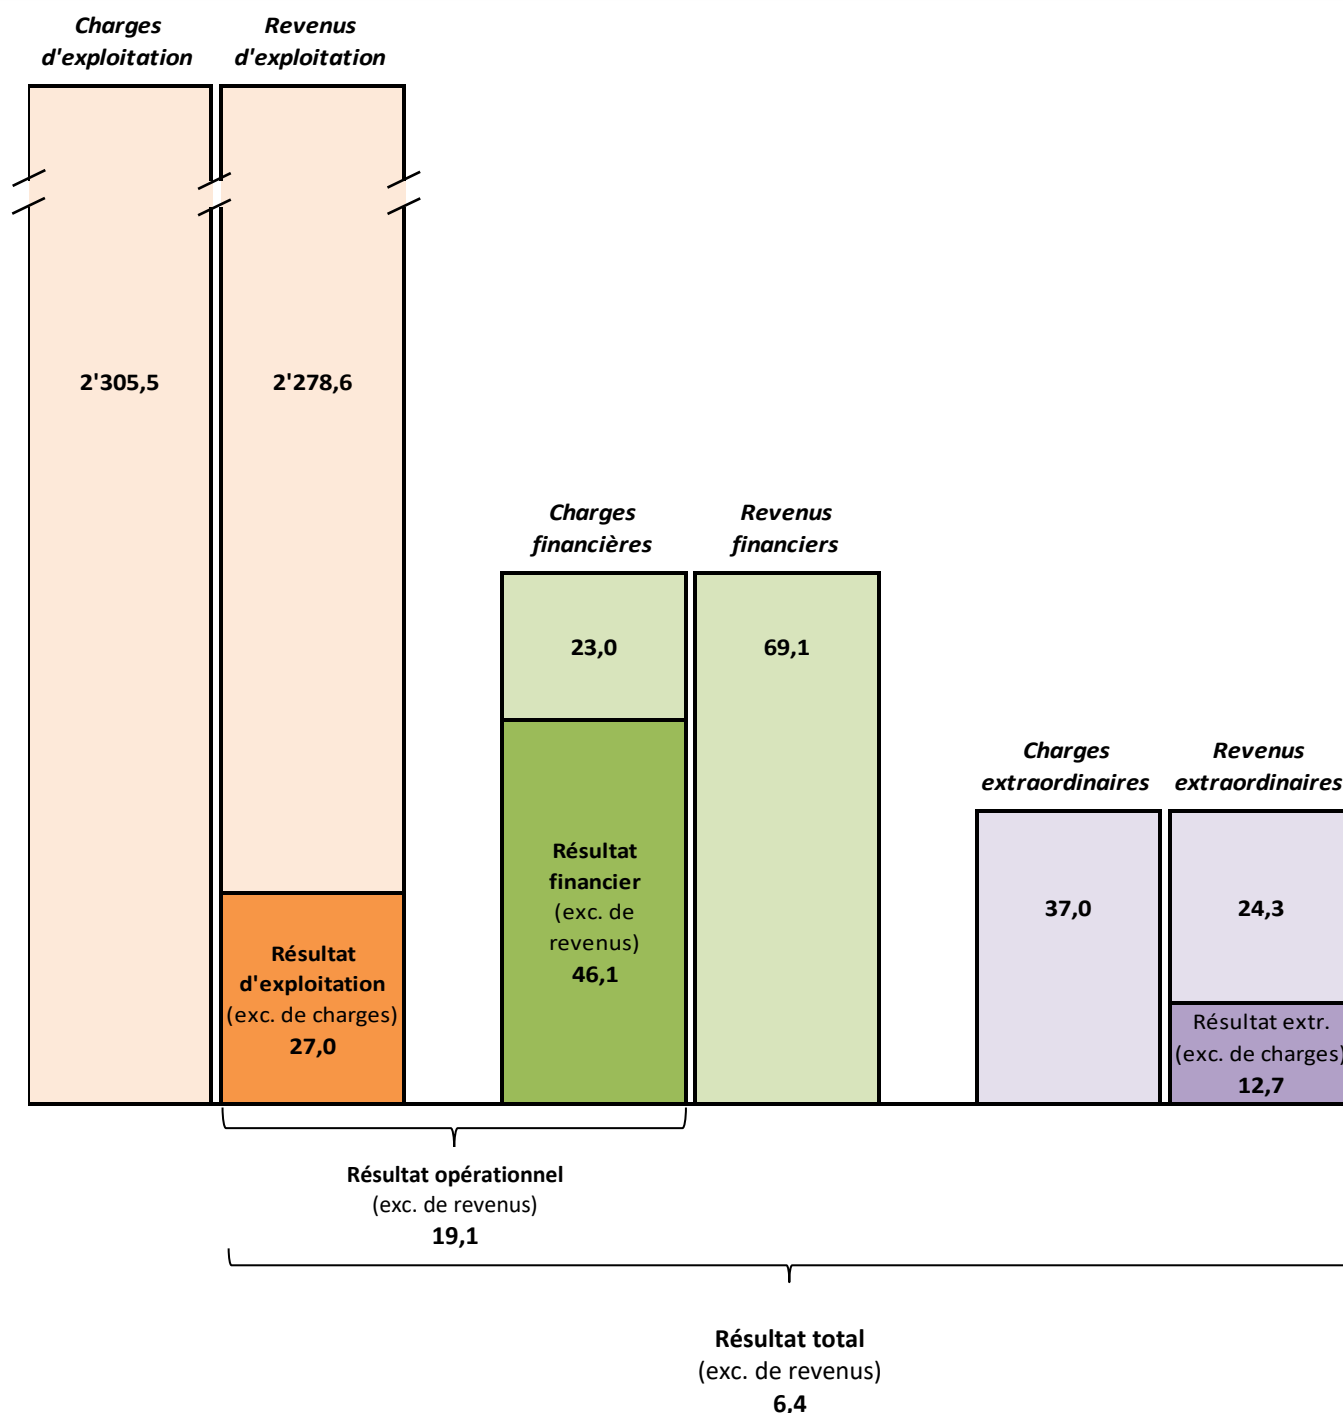 Charges
d'exploitation
Revenus
d'exploitation
2'305,5
2'278,6
Résultat
d'exploitation
(exc. de charges)
27,0
Charges
financières
Revenus
financiers
23,0
69,1
Résultat
financier
(exc. de
revenus)
46,1
Charges
extraordinaires
Revenus
extraordinaires
37,0
24,3
Résultat extr.
(exc. de charges)
12,7
Résultat opérationnel
(exc. de revenus)
19,1
Résultat total
(exc. de revenus)
6,4